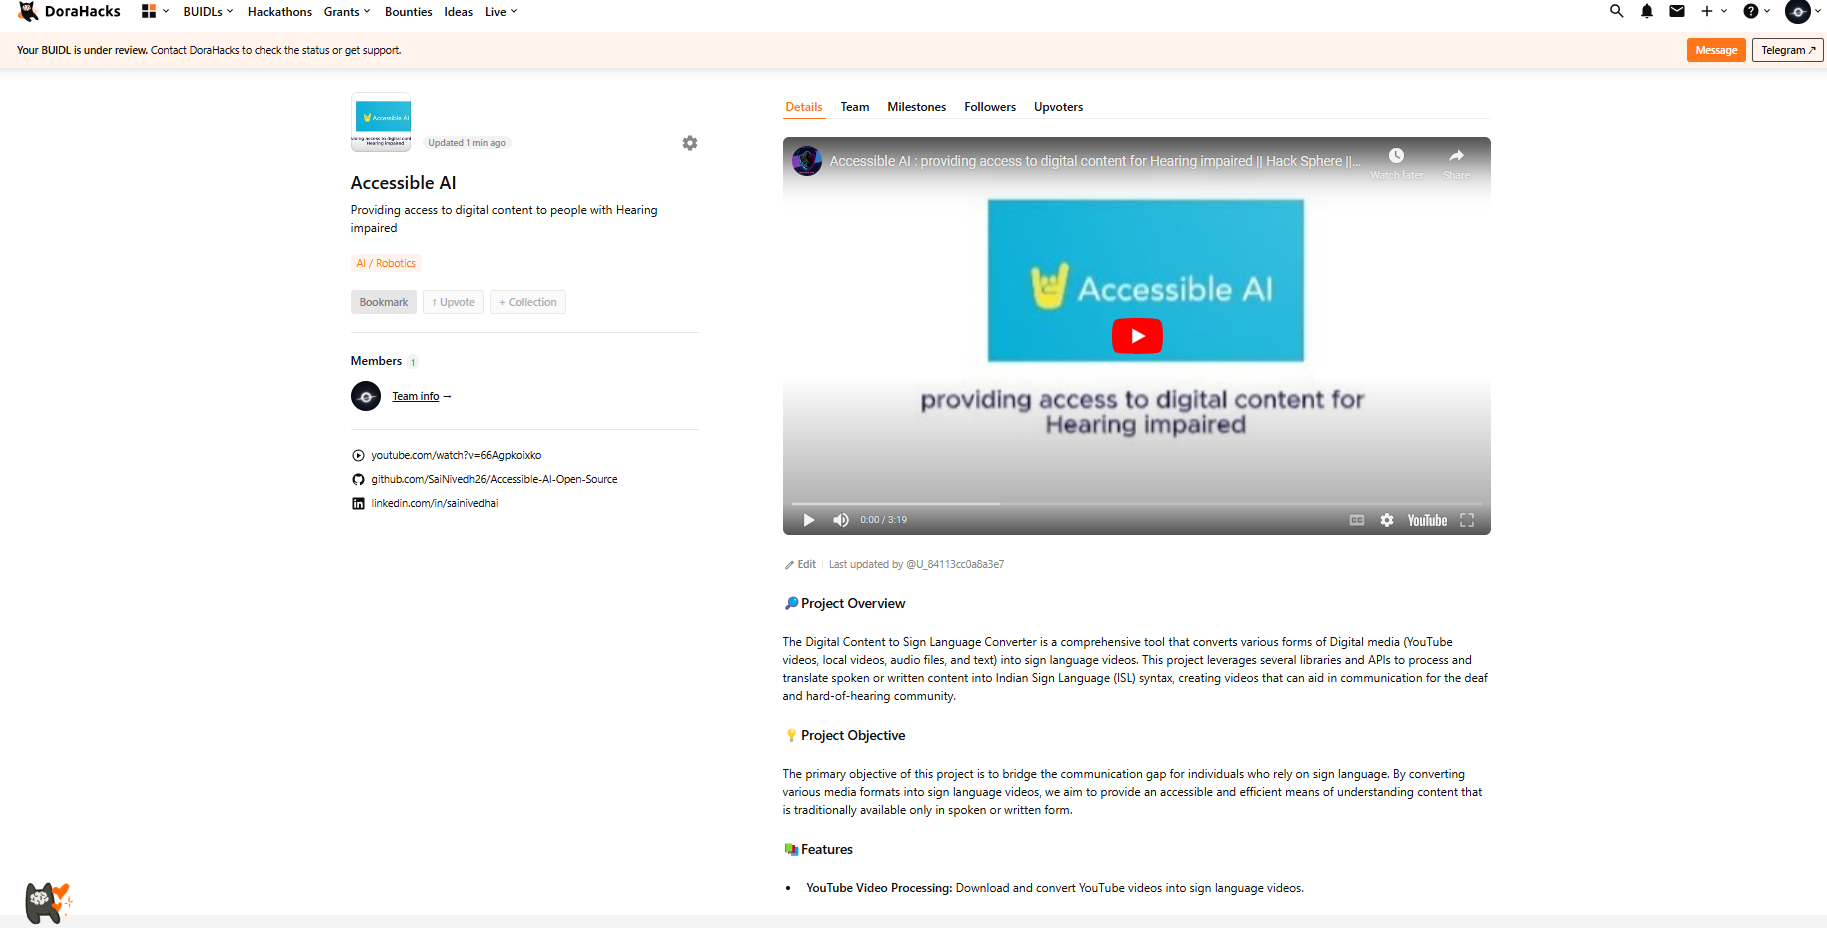 DoraHacks BUIDLs Hackathons Grants Bounties Ideas Live
Your BUIDL is under review. Contact DoraHacks to check the status or get support. Message Telegram ↗
Accessible AI
Hearing impaired
Updated 1 min ago
Accessible AI
Providing access to digital content to people with Hearing
impaired
AI / Robotics
Bookmark ↑ Upvote + Collection
Members 1
Team info →
youtube.com/watch?v=66Agpkoixko
github.com/SaiNivedh26/Accessible-AI-Open-Source
linkedin.com/in/sainivedhai
Details Team Milestones Followers Upvoters
Accessible AI : providing access to digital content for Hearing impaired || Hack Sphere ||...
Watch later Share
Accessible AI
providing access to digital content for
Hearing impaired
0:00 / 3:19 CC YouTube
Edit | Last updated by @U_84113cc0a8a3e7
🔎 Project Overview
The Digital Content to Sign Language Converter is a comprehensive tool that converts various forms of Digital media (YouTube
videos, local videos, audio files, and text) into sign language videos. This project leverages several libraries and APIs to process and
translate spoken or written content into Indian Sign Language (ISL) syntax, creating videos that can aid in communication for the deaf
and hard-of-hearing community.
💡 Project Objective
The primary objective of this project is to bridge the communication gap for individuals who rely on sign language. By converting
various media formats into sign language videos, we aim to provide an accessible and efficient means of understanding content that
is traditionally available only in spoken or written form.
📚 Features
• YouTube Video Processing: Download and convert YouTube videos into sign language videos.